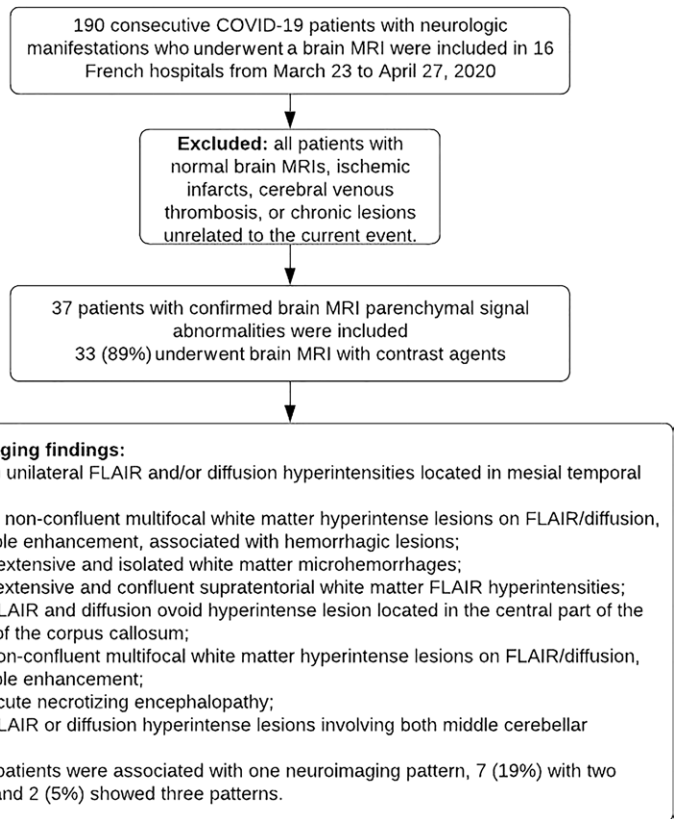 190 consecutive COVID-19 patients with neurologic
manifestations who underwent a brain MRI were included in 16
French hospitals from March 23 to April 27, 2020
Excluded: all patients with
normal brain MRIs, ischemic
infarcts, cerebral venous
thrombosis, or chronic lesions
unrelated to the current event.
37 patients with confirmed brain MRI parenchymal signal
abnormalities were included
33 (89%) underwent brain MRI with contrast agents
ging findings:
unilateral FLAIR and/or diffusion hyperintensities located in mesial temporal
non-confluent multifocal white matter hyperintense lesions on FLAIR/diffusion,
ble enhancement, associated with hemorrhagic lesions;
extensive and isolated white matter microhemorrhages;
extensive and confluent supratentorial white matter FLAIR hyperintensities;
LAIR and diffusion ovoid hyperintense lesion located in the central part of the
of the corpus callosum;
on-confluent multifocal white matter hyperintense lesions on FLAIR/diffusion,
ble enhancement;
cute necrotizing encephalopathy;
LAIR or diffusion hyperintense lesions involving both middle cerebellar
patients were associated with one neuroimaging pattern, 7 (19%) with two
and 2 (5%) showed three patterns.